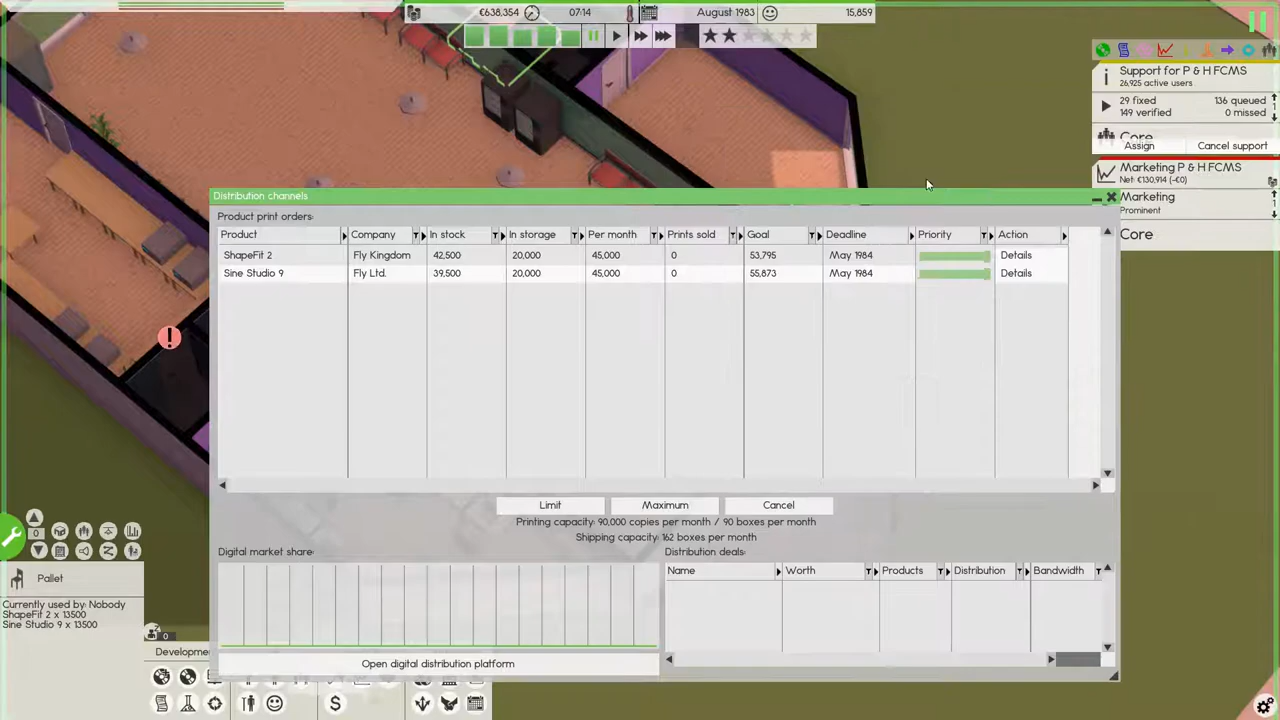 €638,354 07:14 August 1983 15,859
Support for P & H FCMS
26,925 active users
29 fixed 136 queued
149 verified 0 missed
Core
Assign Cancel support
Marketing P & H FCMS
Net: €130,914 (-€0)
Marketing
Prominent
Core
Distribution channels
Product print orders:
Product Company In stock In storage Per month Prints sold Goal Deadline Priority Action
ShapeFit 2 Fly Kingdom 42,500 20,000 45,000 0 53,795 May 1984 Details
Sine Studio 9 Fly Ltd. 39,500 20,000 45,000 0 55,873 May 1984 Details
Limit Maximum Cancel
Printing capacity: 90,000 copies per month / 90 boxes per month
Shipping capacity: 162 boxes per month
Digital market share: Distribution deals:
Name Worth Products Distribution Bandwidth
Open digital distribution platform
0
Pallet
Currently used by: Nobody
ShapeFit 2 x 13500
Sine Studio 9 x 13500
0
Developme